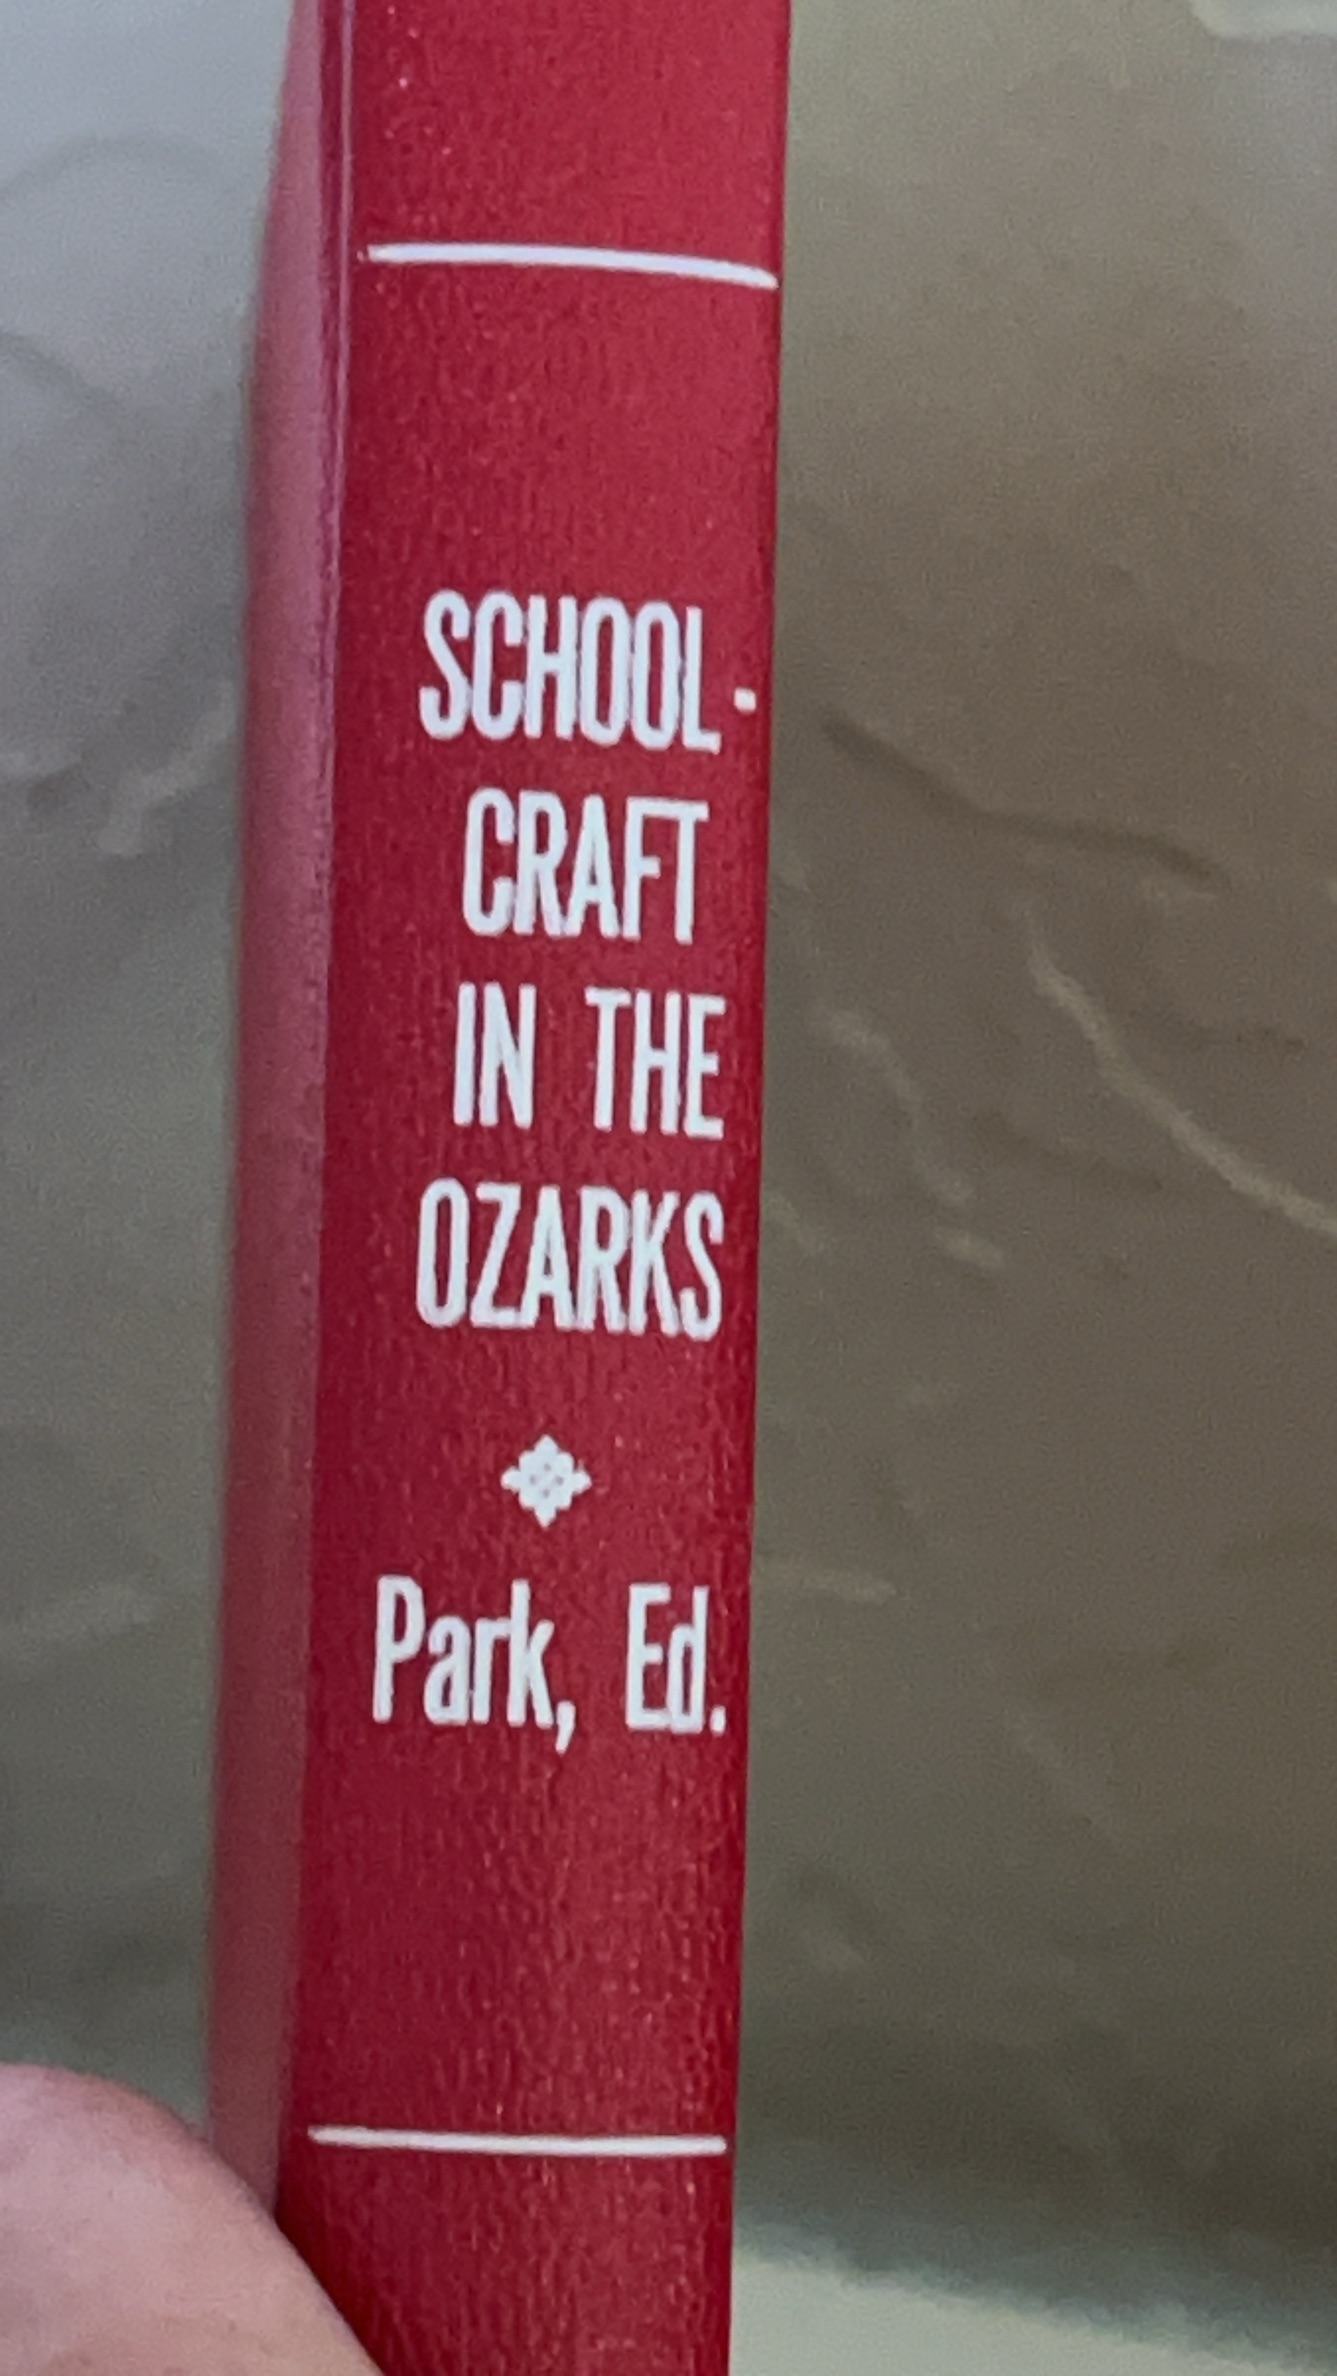 SCHOOL-
CRAFT
IN THE
OZARKS
Park, Ed.